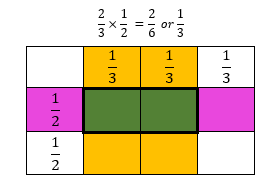 2/3 × 1/2 = 2/6 or 1/3
1/3 1/3 1/3
1/2
1/2